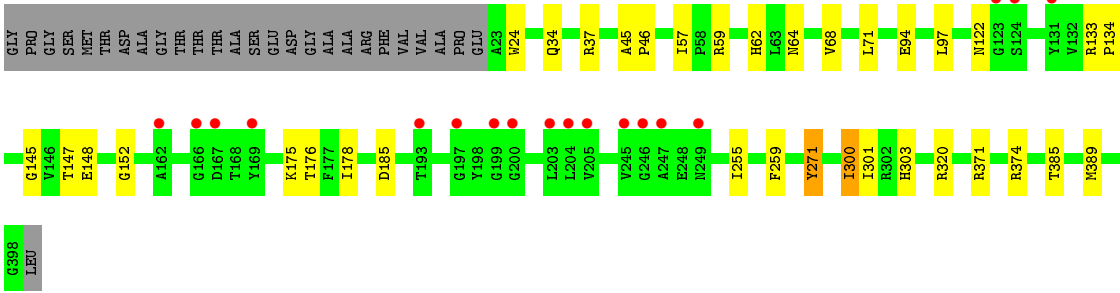 GLY PRO GLY SER MET THR ASP ALA GLY THR THR THR ALA SER GLU ASP GLY ALA ALA ARG PHE VAL VAL ALA PRO GLU A23 W24 Q34 R37 A45 P46 I57 P58 R59 H62 L63 N64 V68 L71 E94 L97 N122 G123 S124 Y131 V132 R133 P134
G145 V146 T147 E148 G152 A162 G166 D167 T168 Y169 K175 T176 F177 I178 D185 T193 G197 Y198 G199 G200 L203 L204 V205 V245 G246 A247 E248 N249 I255 F259 Y271 I300 I301 R302 H303 R320 R371 R374 T385 M389
G398 LEU